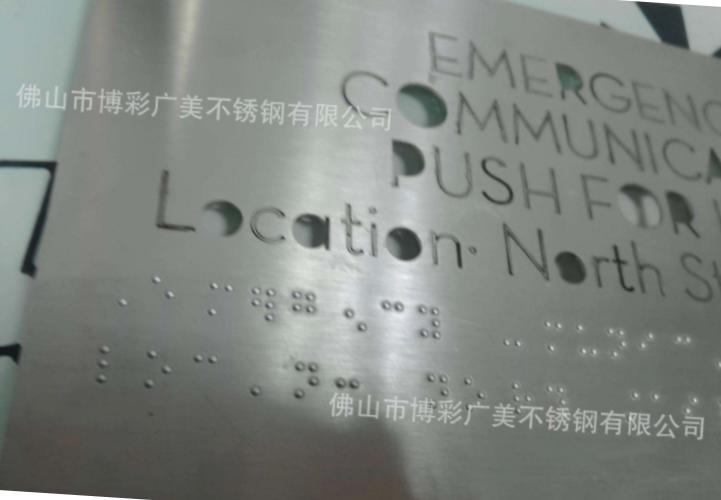 EMERGENC
COMMUNICA
PUSH FOR
Location· North St
佛山市博彩广美不锈钢有限公司
佛山市博彩广美不锈钢有限公司